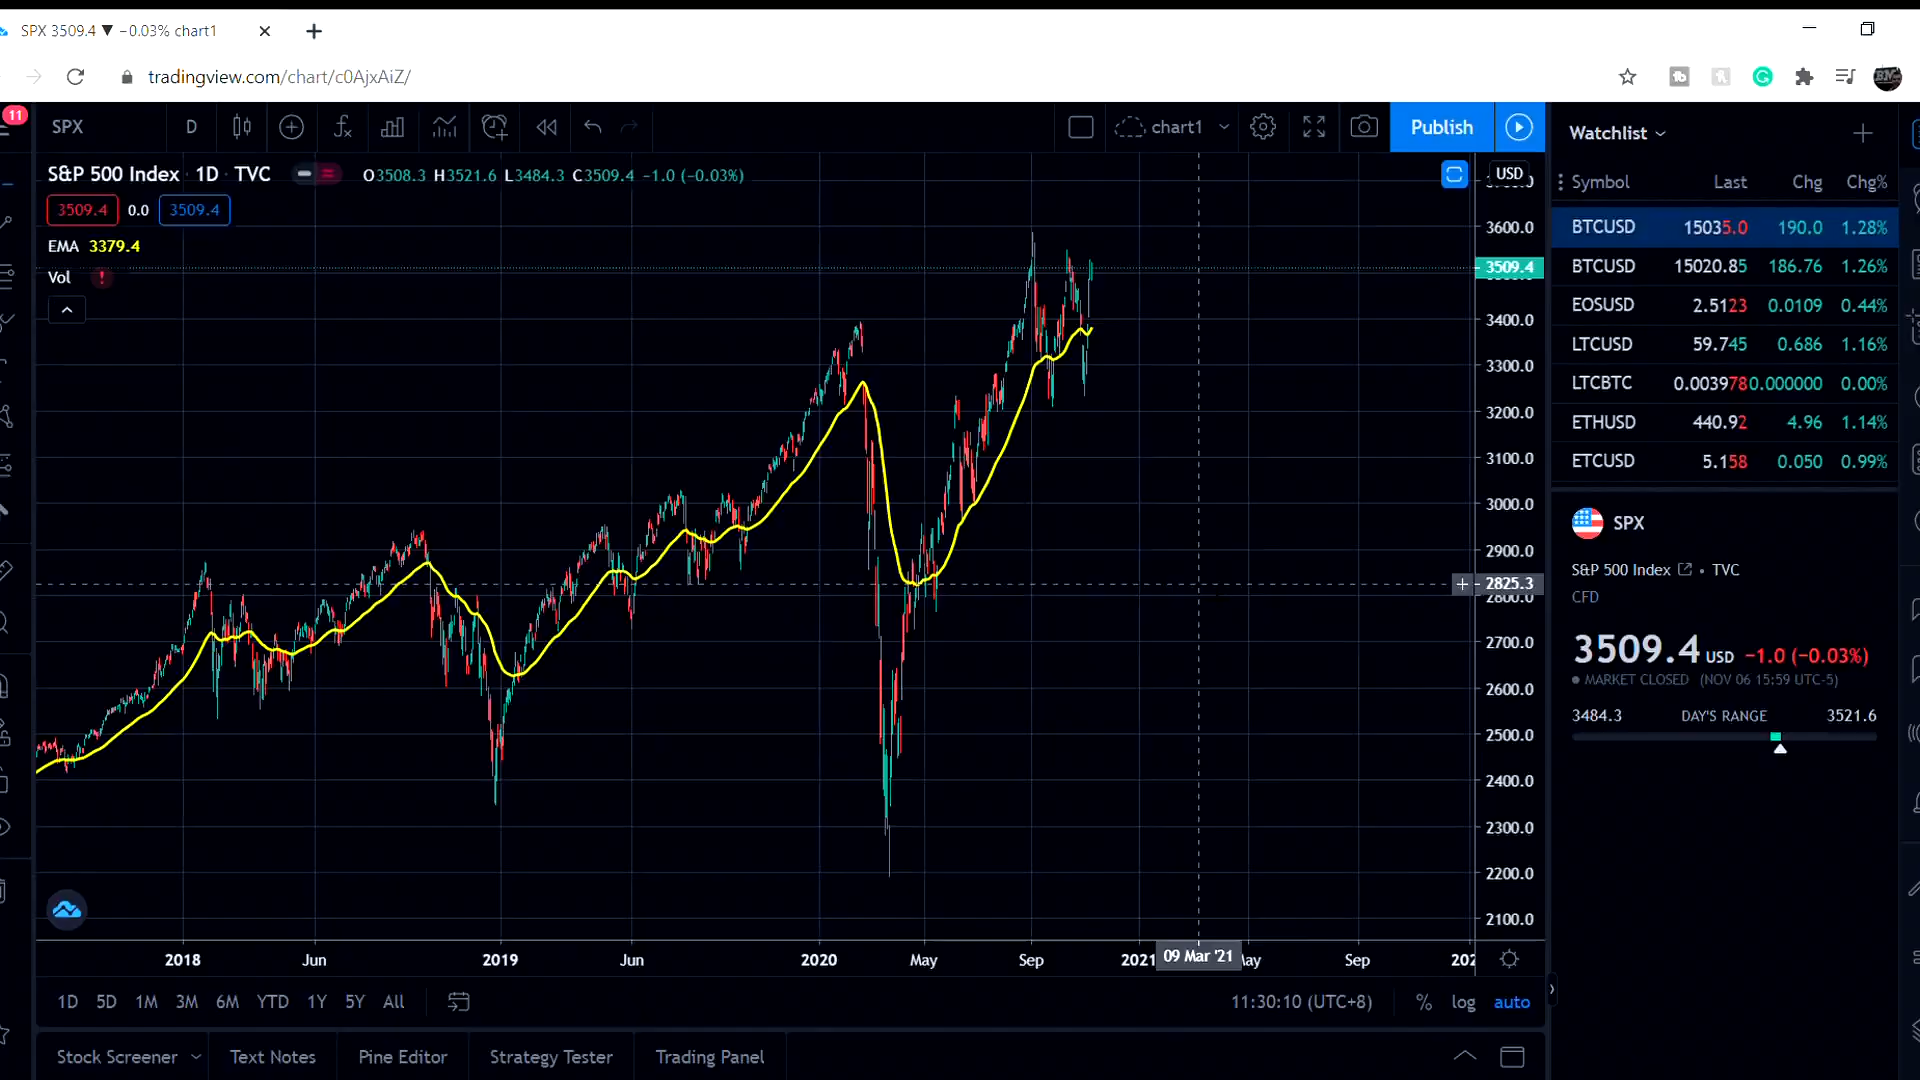 SPX 3509.4 ▼ −0.03% chart1
tradingview.com/chart/c0AjxAiZ/
11
SPX D
chart1
Publish
S&P 500 Index · 1D · TVC
O3508.3 H3521.6 L3484.3 C3509.4 −1.0 (−0.03%)
3509.4 0.0 3509.4
EMA 3379.4
Vol !
USD
3600.0
3509.4
3400.0
3300.0
3200.0
3100.0
3000.0
2900.0
2825.3
2800.0
2700.0
2600.0
2500.0
2400.0
2300.0
2200.0
2100.0
2018 Jun 2019 Jun 2020 May Sep 2021 09 Mar '21 Sep
1D 5D 1M 3M 6M YTD 1Y 5Y All
11:30:10 (UTC+8) % log auto
Stock Screener Text Notes Pine Editor Strategy Tester Trading Panel
Watchlist
Symbol Last Chg Chg%
BTCUSD 15035.0 190.0 1.28%
BTCUSD 15020.85 186.76 1.26%
EOSUSD 2.5123 0.0109 0.44%
LTCUSD 59.745 0.686 1.16%
LTCBTC 0.003978 0.000000 0.00%
ETHUSD 440.92 4.96 1.14%
ETCUSD 5.158 0.050 0.99%
SPX
S&P 500 Index • TVC
CFD
3509.4 USD −1.0 (−0.03%)
MARKET CLOSED (NOV 06 15:59 UTC-5)
3484.3 DAY'S RANGE 3521.6